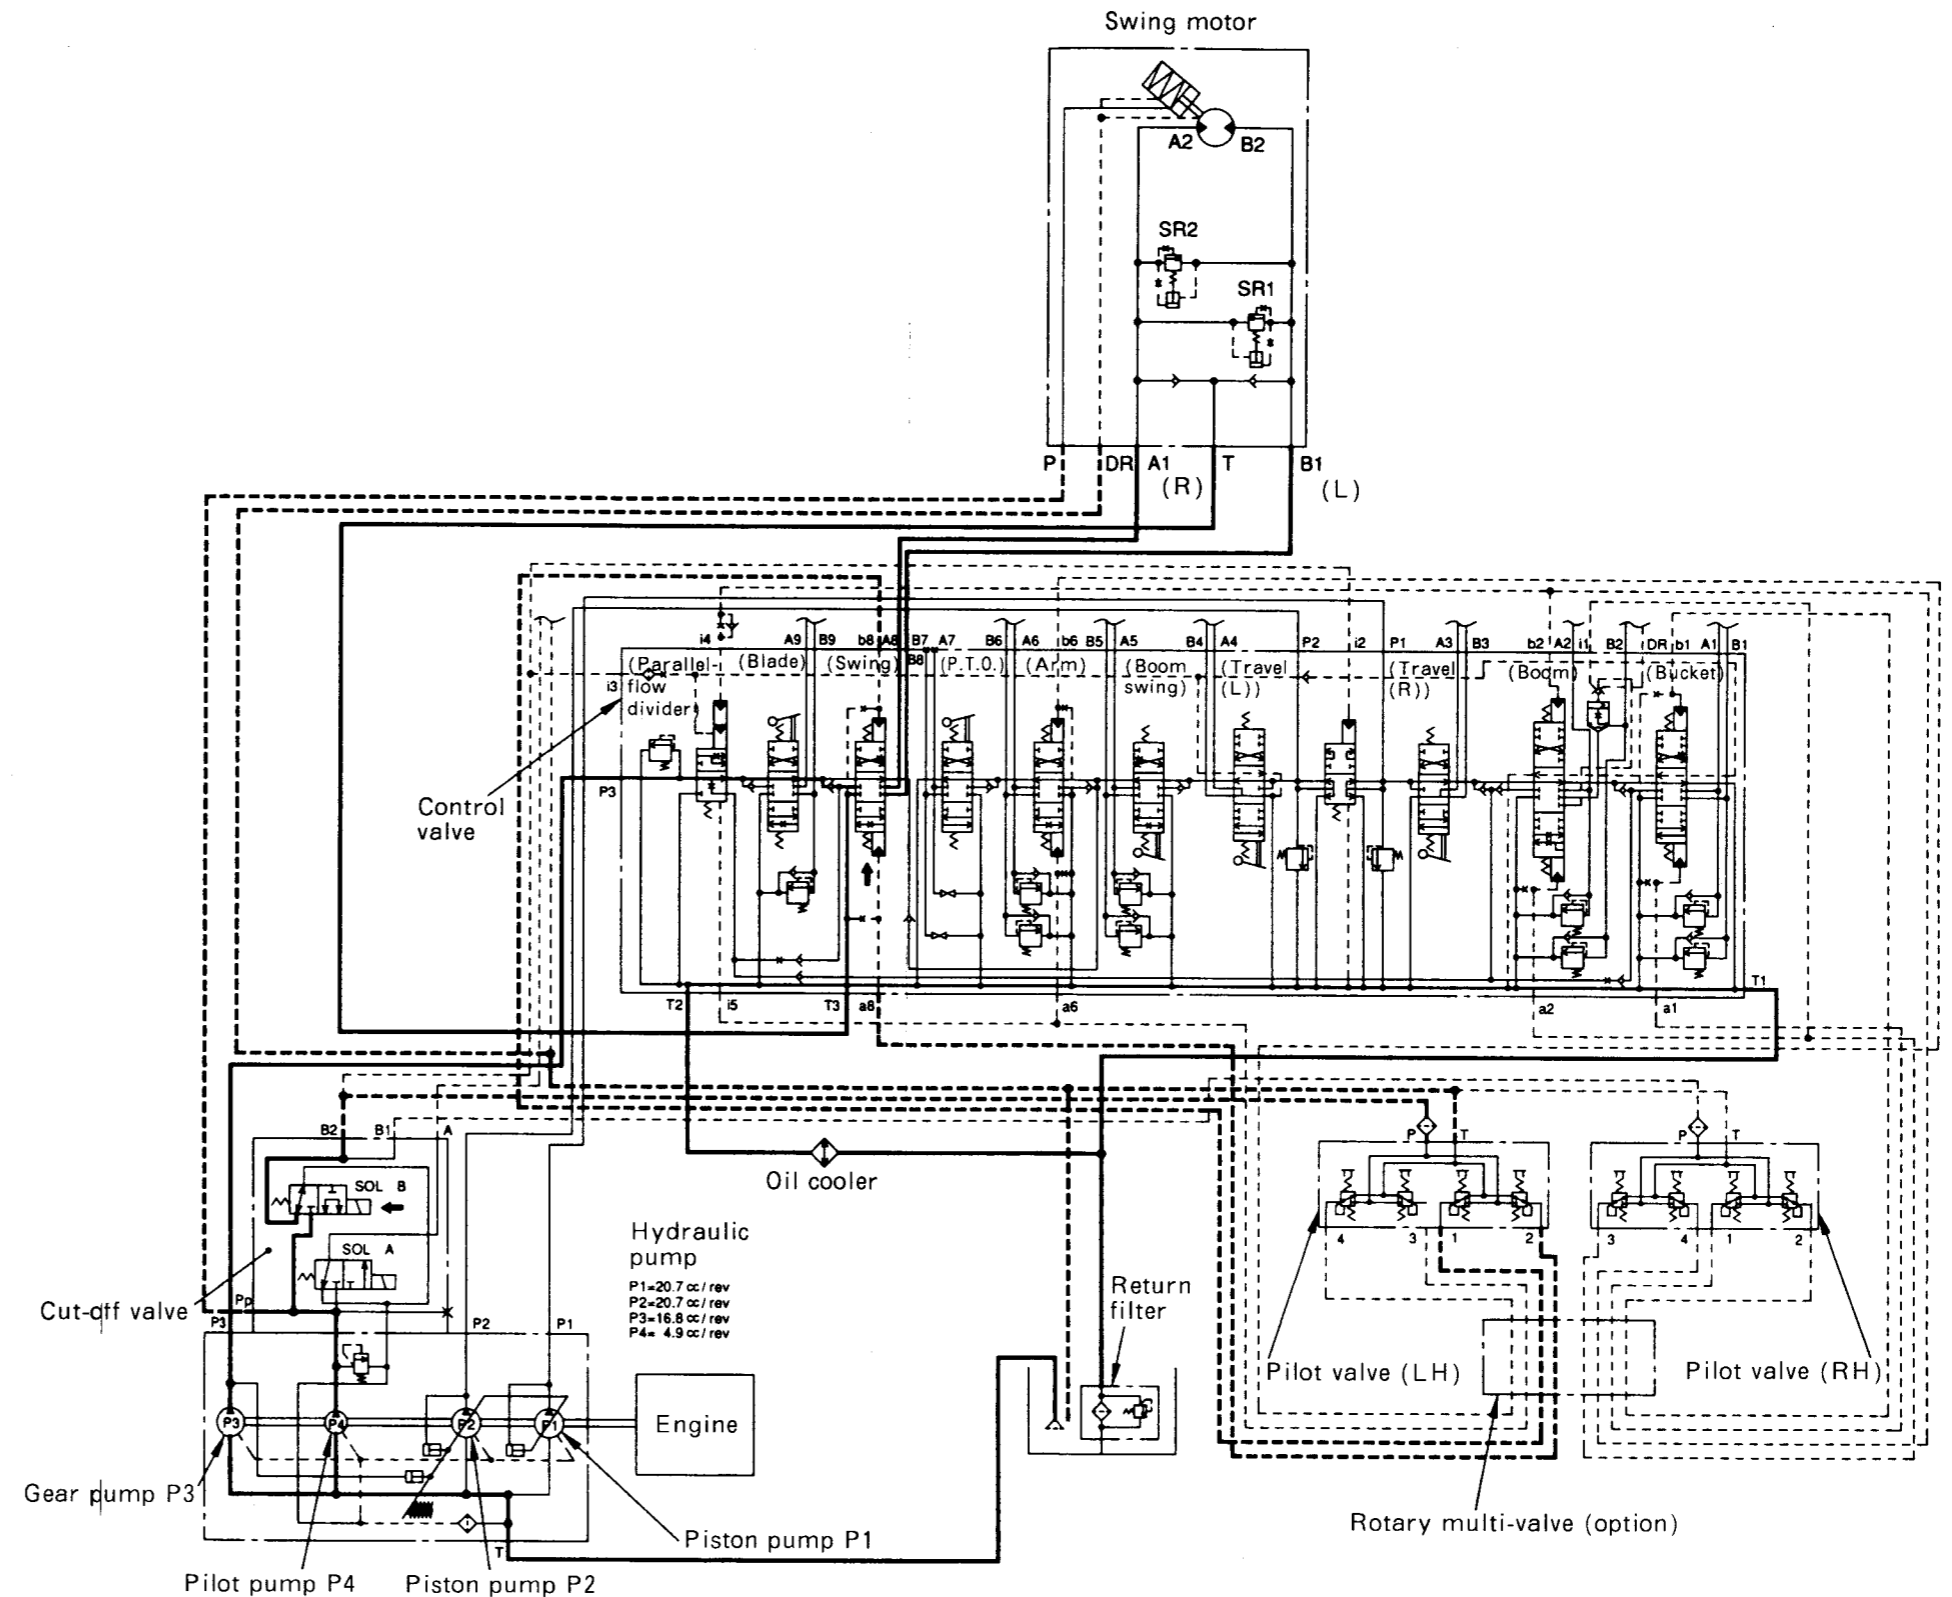 Swing motor
A2 B2
SR2
SR1
P DR A1 T B1
(R) (L)
i4 A9 B9 b8 A8 B7 A7 B6 A6 b6 B5 A5 B4 A4 P2 i2 P1 A3 B3 b2 A2 i1 B2 DR b1 A1 B1
B8
(Parallel- (Blade) (Swing) (P.T.O.) (Arm) (Boom (Travel (Travel (Boom) (Bucket)
i3 flow swing) (L)) (R))
divider)
P3
Control
valve
T2 i5 T3 a8 a6 a2 a1 T1
B2 B1 A
P T P T
Oil cooler
SOL B
SOL A
4 3 1 2 3 4 1 2
Hydraulic
pump
P1=20.7 cc/rev
P2=20.7 cc/rev
P3=16.8 cc/rev
P4= 4.9 cc/rev
Return
filter
Cut-off valve
Pp
P3 P2 P1
Pilot valve (LH) Pilot valve (RH)
P3 P4 P2 P1 Engine
Gear pump P3
Rotary multi-valve (option)
Piston pump P1
T
Pilot pump P4 Piston pump P2